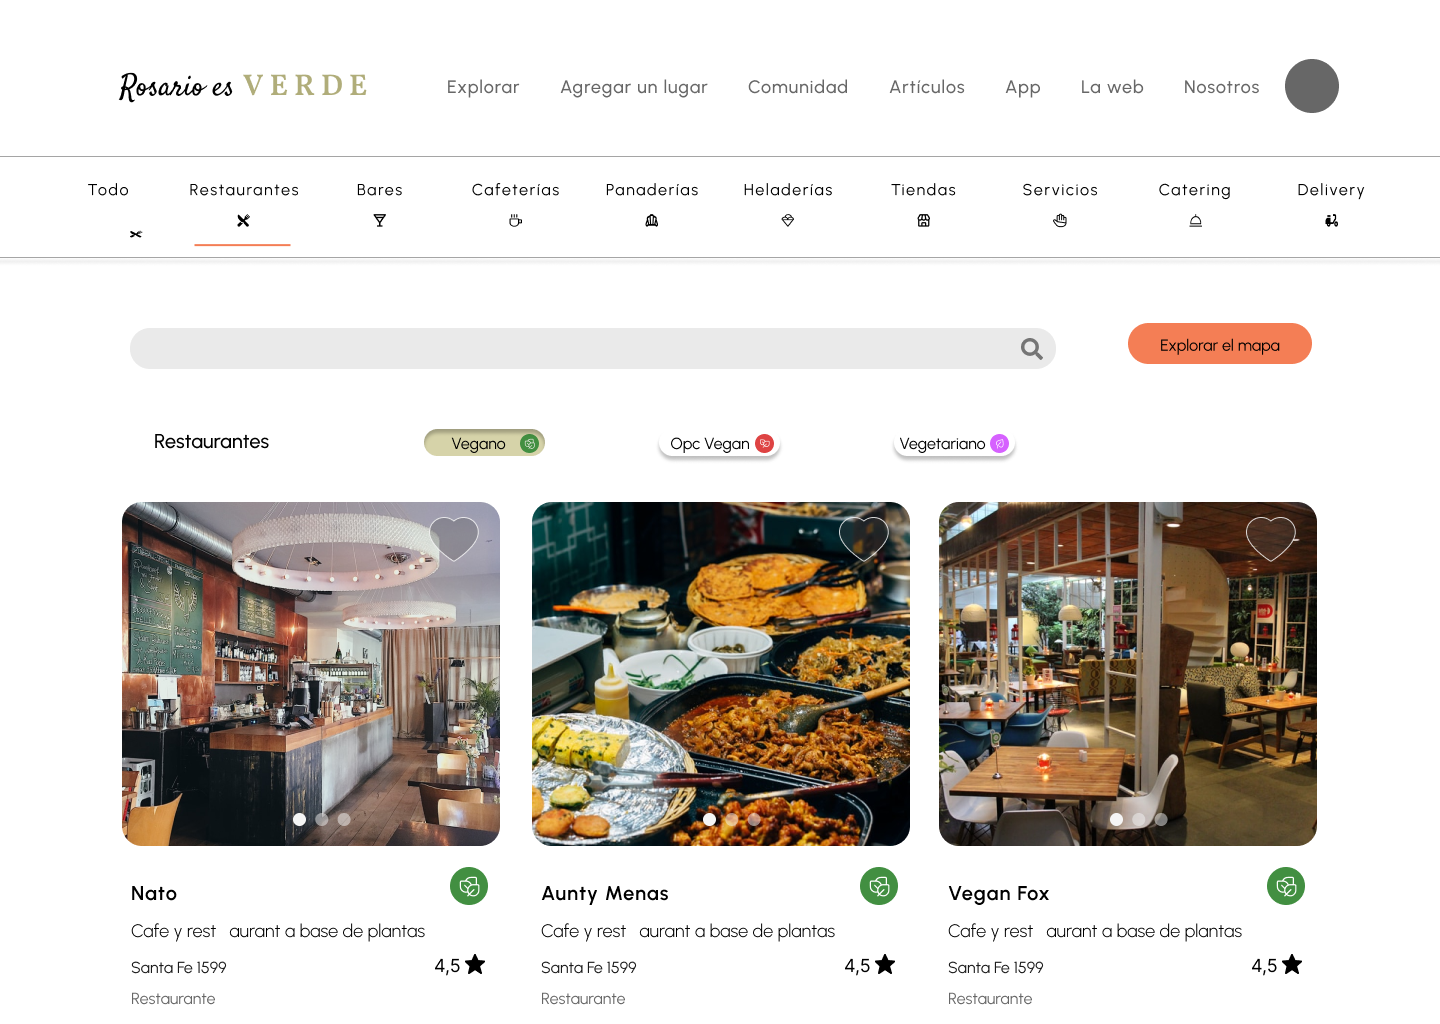 Rosario es VERDE
Explorar Agregar un lugar Comunidad Artículos App La web Nosotros
Todo Restaurantes Bares Cafeterías Panaderías Heladerías Tiendas Servicios Catering Delivery
Explorar el mapa
Restaurantes Vegano Opc Vegan Vegetariano
Nato
Cafe y rest aurant a base de plantas
Santa Fe 1599 4,5
Restaurante
Aunty Menas
Cafe y rest aurant a base de plantas
Santa Fe 1599 4,5
Restaurante
Vegan Fox
Cafe y rest aurant a base de plantas
Santa Fe 1599 4,5
Restaurante